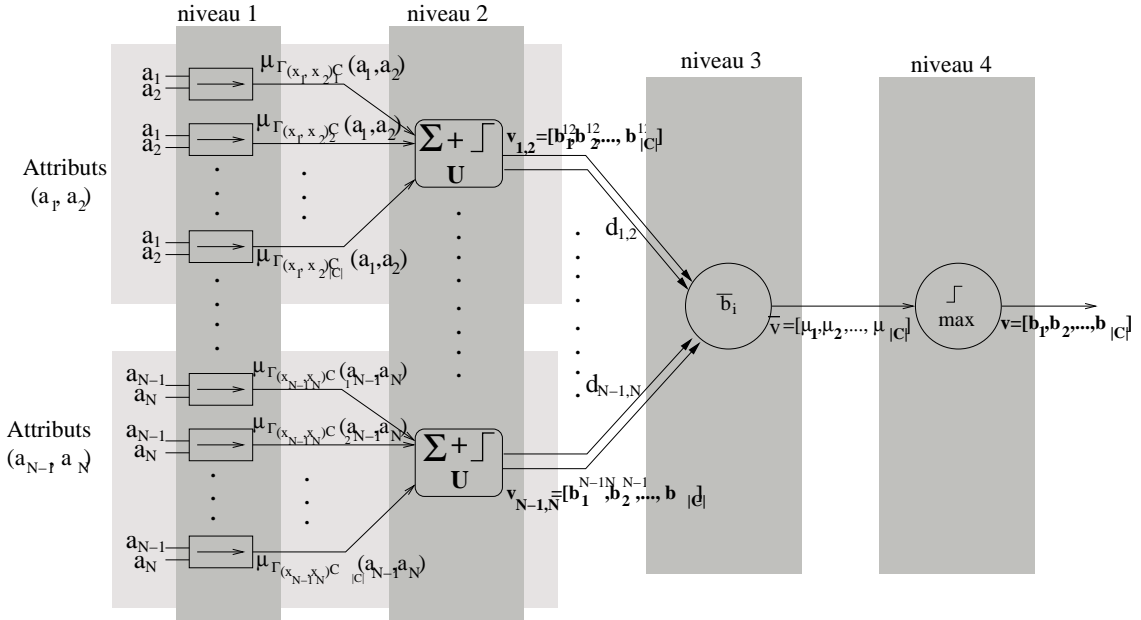 niveau 1
niveau 2
niveau 3
niveau 4
Attributs
(a1, a2)
a1
a2
μΓ(x1, x2)C1(a1,a2)
a1
a2
μΓ(x1, x2)C2(a1,a2)
a1
a2
μΓ(x1, x2)C|C|(a1,a2)
Σ+
U
v1,2=[b1^12,b2^12,..., b|C|^12]
d1,2
Attributs
(aN−1, aN)
aN−1
aN
μΓ(xN−1,xN)C1(aN−1,aN)
aN−1
aN
μΓ(xN−1,xN)C2(aN−1,aN)
aN−1
aN
μΓ(xN−1,xN)C|C|(aN−1,aN)
Σ+
U
vN−1,N=[b1^N−1N,b2^N−1,..., b|C|]
dN−1,N
b̄i
v̄=[μ1,μ2,..., μ|C|]
max
v=[b1,b2,...,b|C|]